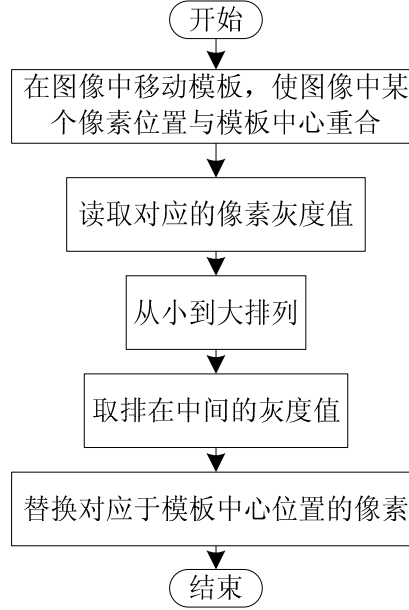 开始
在图像中移动模板，使图像中某
个像素位置与模板中心重合
读取对应的像素灰度值
从小到大排列
取排在中间的灰度值
替换对应于模板中心位置的像素
结束